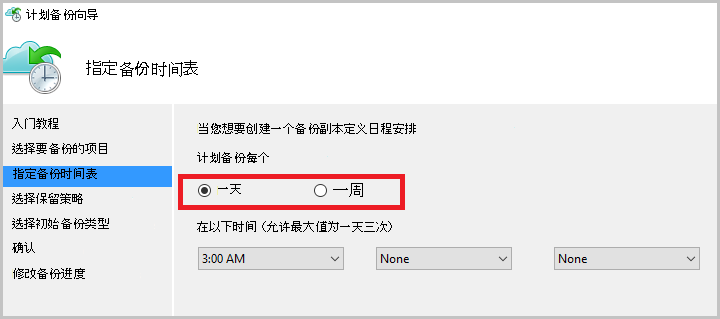 计划备份向导
指定备份时间表
入门教程
选择要备份的项目
指定备份时间表
选择保留策略
选择初始备份类型
确认
修改备份进度
当您想要创建一个备份副本定义日程安排
计划备份每个
一天 一周
在以下时间 (允许最大值为一天三次)
3:00 AM None None